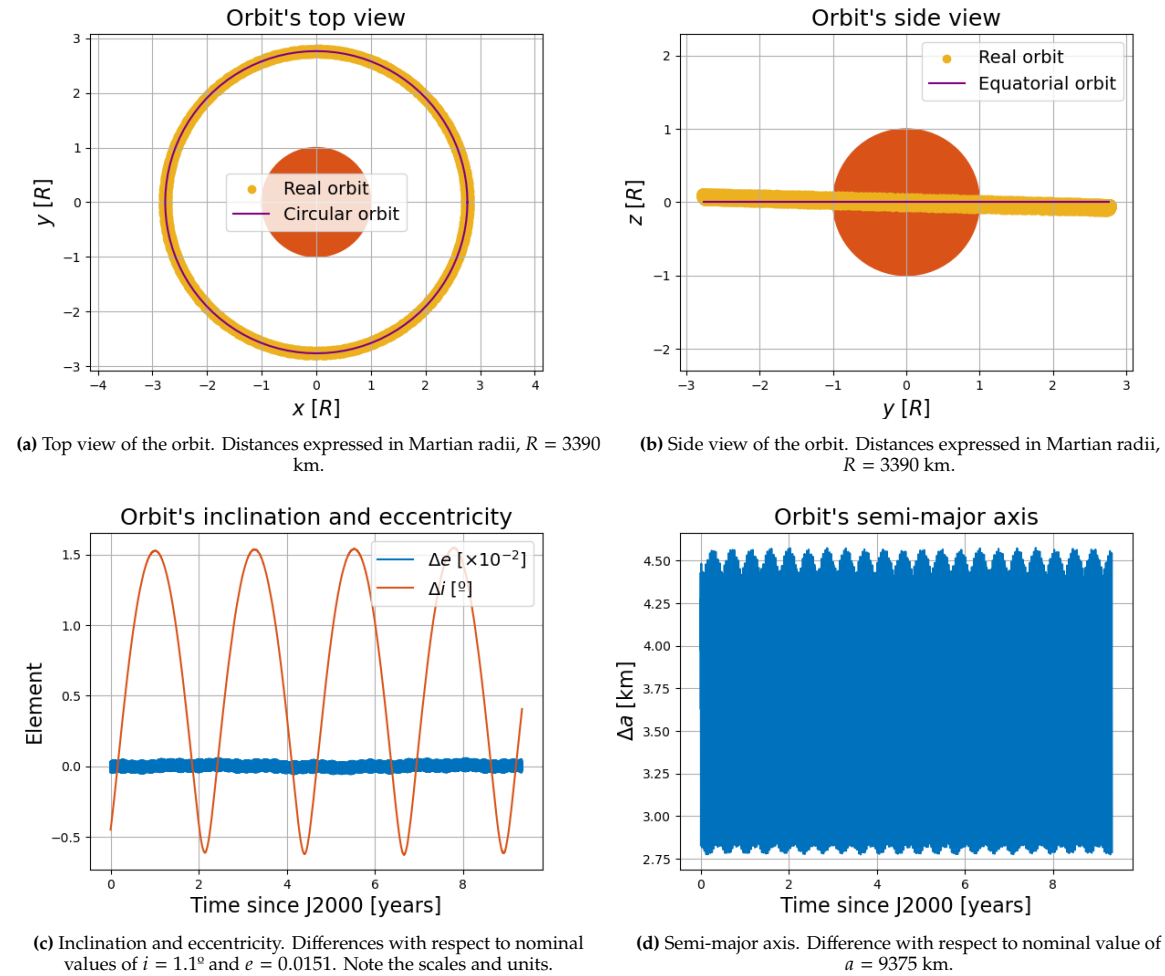 Orbit's top view
3
2
1
0
−1
−2
−3
y [R]
Real orbit
Circular orbit
−4 −3 −2 −1 0 1 2 3 4
x [R]
(a) Top view of the orbit. Distances expressed in Martian radii, R = 3390
km.
Orbit's side view
2
1
0
−1
−2
z [R]
Real orbit
Equatorial orbit
−3 −2 −1 0 1 2 3
y [R]
(b) Side view of the orbit. Distances expressed in Martian radii,
R = 3390 km.
Orbit's inclination and eccentricity
1.5
1.0
0.5
0.0
−0.5
Element
Δe [×10⁻²]
Δi [º]
0 2 4 6 8
Time since J2000 [years]
(c) Inclination and eccentricity. Differences with respect to nominal
values of i = 1.1º and e = 0.0151. Note the scales and units.
Orbit's semi-major axis
4.50
4.25
4.00
3.75
3.50
3.25
3.00
2.75
Δa [km]
0 2 4 6 8
Time since J2000 [years]
(d) Semi-major axis. Difference with respect to nominal value of
a = 9375 km.